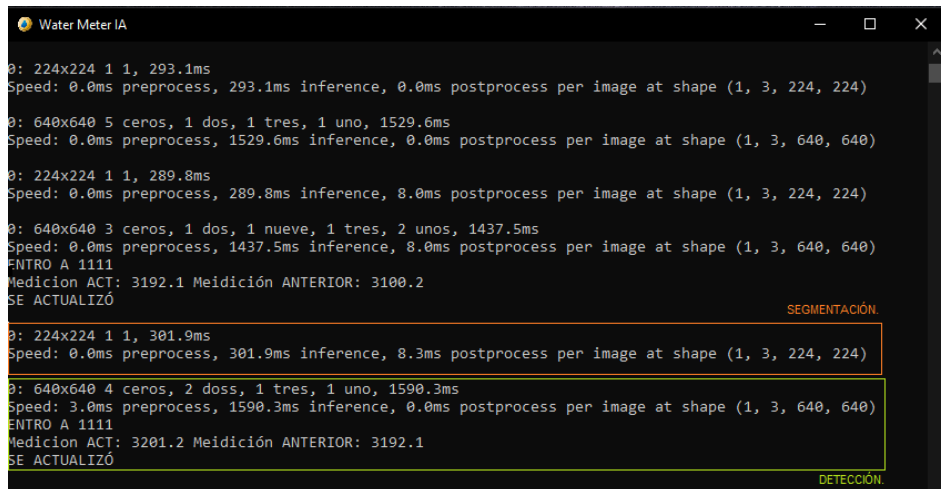 Water Meter IA
0: 224x224 1 1, 293.1ms
Speed: 0.0ms preprocess, 293.1ms inference, 0.0ms postprocess per image at shape (1, 3, 224, 224)
0: 640x640 5 ceros, 1 dos, 1 tres, 1 uno, 1529.6ms
Speed: 0.0ms preprocess, 1529.6ms inference, 0.0ms postprocess per image at shape (1, 3, 640, 640)
0: 224x224 1 1, 289.8ms
Speed: 0.0ms preprocess, 289.8ms inference, 8.0ms postprocess per image at shape (1, 3, 224, 224)
0: 640x640 3 ceros, 1 dos, 1 nueve, 1 tres, 2 unos, 1437.5ms
Speed: 0.0ms preprocess, 1437.5ms inference, 8.0ms postprocess per image at shape (1, 3, 640, 640)
ENTRO A 1111
Medicion ACT: 3192.1 Meidición ANTERIOR: 3100.2
SE ACTUALIZÓ
SEGMENTACIÓN.
0: 224x224 1 1, 301.9ms
Speed: 0.0ms preprocess, 301.9ms inference, 8.3ms postprocess per image at shape (1, 3, 224, 224)
0: 640x640 4 ceros, 2 doss, 1 tres, 1 uno, 1590.3ms
Speed: 3.0ms preprocess, 1590.3ms inference, 0.0ms postprocess per image at shape (1, 3, 640, 640)
ENTRO A 1111
Medicion ACT: 3201.2 Meidición ANTERIOR: 3192.1
SE ACTUALIZÓ
DETECCIÓN.